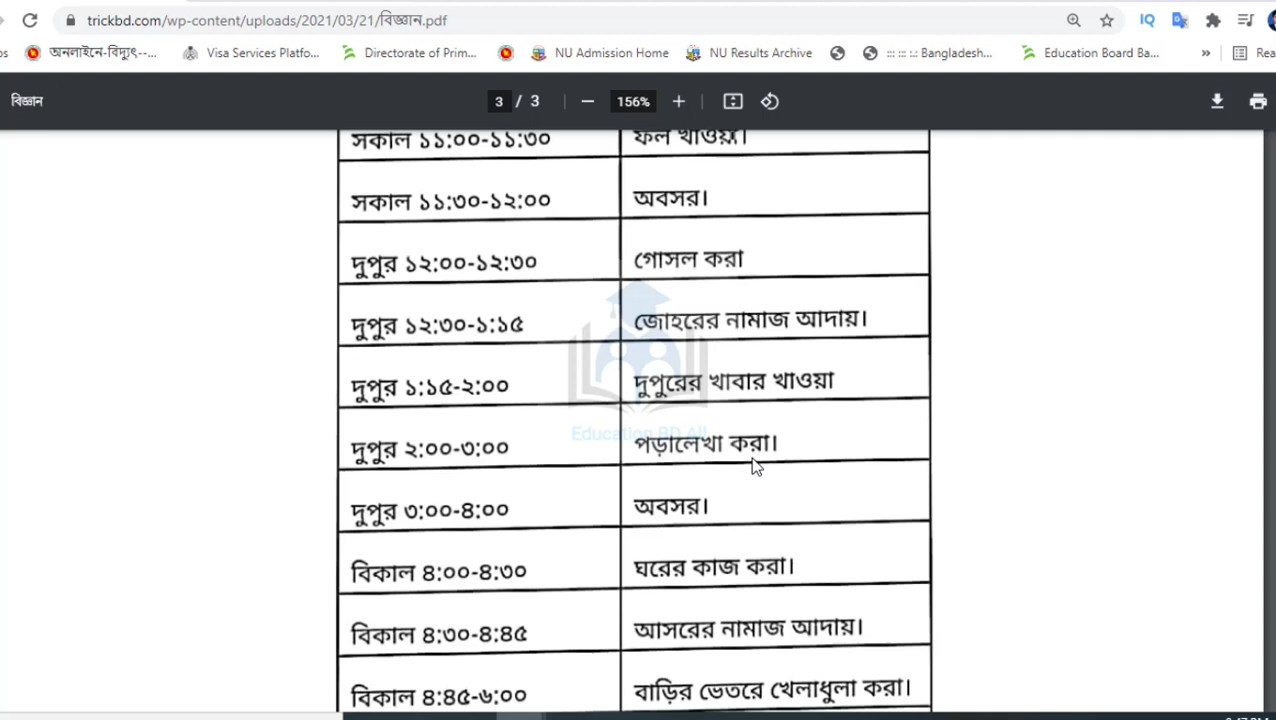 trickbd.com/wp-content/uploads/2021/03/21/বিজ্ঞান.pdf
অনলাইনে-বিদ্যুৎ--... Visa Services Platfo... Directorate of Prim... NU Admission Home NU Results Archive ::: ::: :: Bangladesh... Education Board Ba... » Rea
বিজ্ঞান 3 / 3 156%
সকাল ১১:০০-১১:৩০ ফল খাওয়া।
সকাল ১১:৩০-১২:০০ অবসর।
দুপুর ১২:০০-১২:৩০ গোসল করা
দুপুর ১২:৩০-১:১৫ জোহরের নামাজ আদায়।
দুপুর ১:১৫-২:০০ দুপুরের খাবার খাওয়া
Education BD All
দুপুর ২:০০-৩:০০ পড়ালেখা করা।
দুপুর ৩:০০-৪:০০ অবসর।
বিকাল ৪:০০-৪:৩০ ঘরের কাজ করা।
বিকাল ৪:৩০-৪:৪৫ আসরের নামাজ আদায়।
বিকাল ৪:৪৫-৬:০০ বাড়ির ভেতরে খেলাধুলা করা।